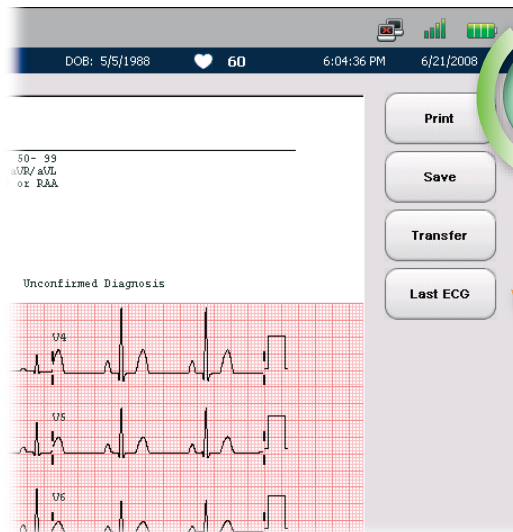 DOB: 5/5/1988 60 6:04:36 PM 6/21/2008
Print
50- 99
aVR/aVL
or RAA
Save
Transfer
Unconfirmed Diagnosis
Last ECG
V4
V5
V6